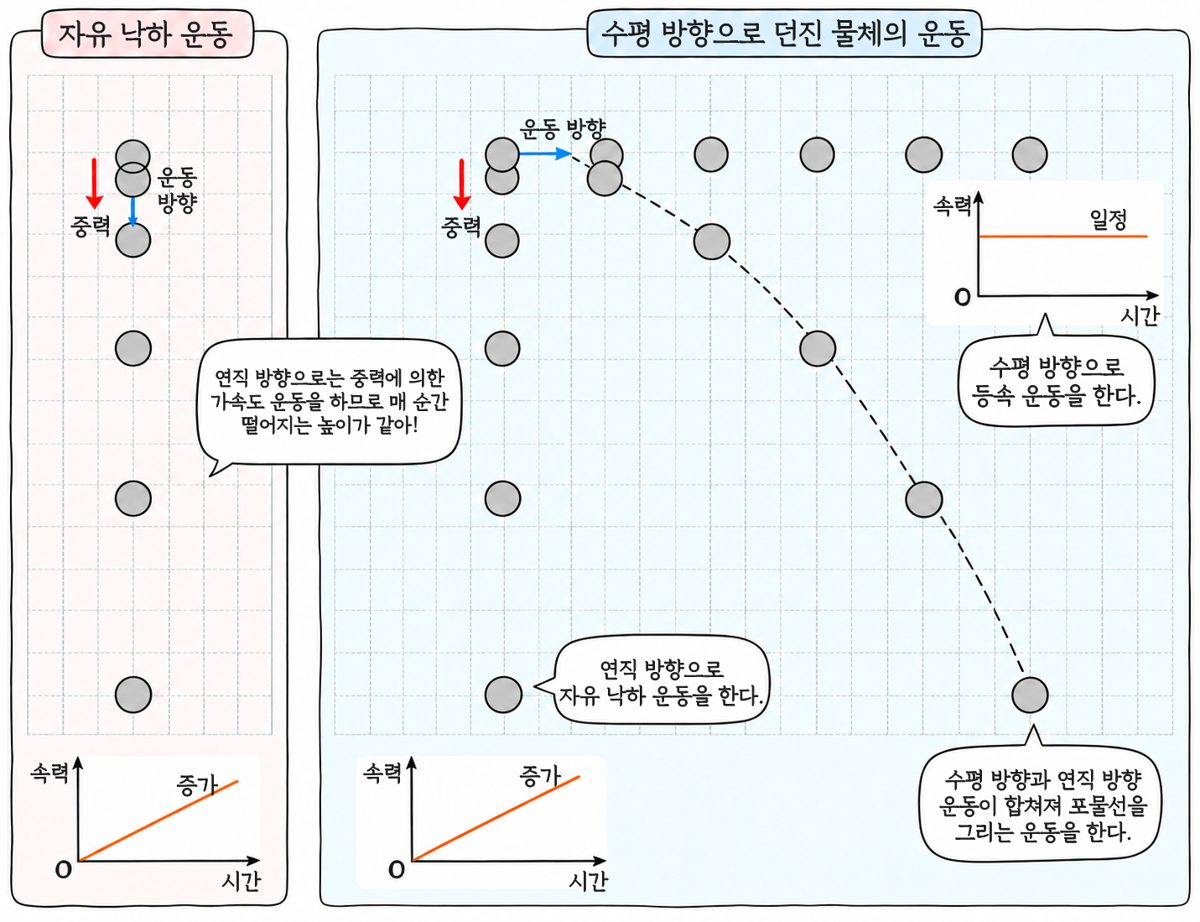 자유 낙하 운동
운동
방향
중력
연직 방향으로는 중력에 의한
가속도 운동을 하므로 매 순간
떨어지는 높이가 같아!
속력
증가
O
시간
수평 방향으로 던진 물체의 운동
운동 방향
중력
속력
일정
O
시간
수평 방향으로
등속 운동을 한다.
연직 방향으로
자유 낙하 운동을 한다.
속력
증가
O
시간
수평 방향과 연직 방향
운동이 합쳐져 포물선을
그리는 운동을 한다.